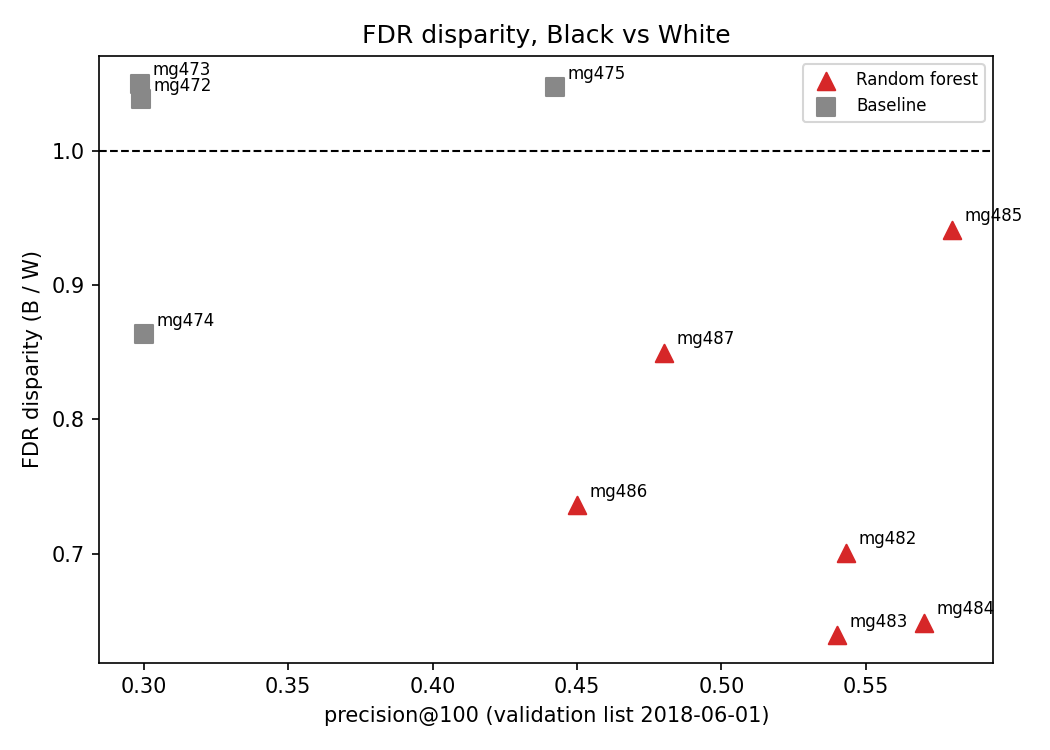 FDR disparity, Black vs White
mg473
mg472
mg475
Random forest
Baseline
1.0
mg485
0.9
mg474
mg487
0.8
mg486
mg482
0.7
mg484
mg483
FDR disparity (B / W)
0.30
0.35
0.40
0.45
0.50
0.55
precision@100 (validation list 2018-06-01)